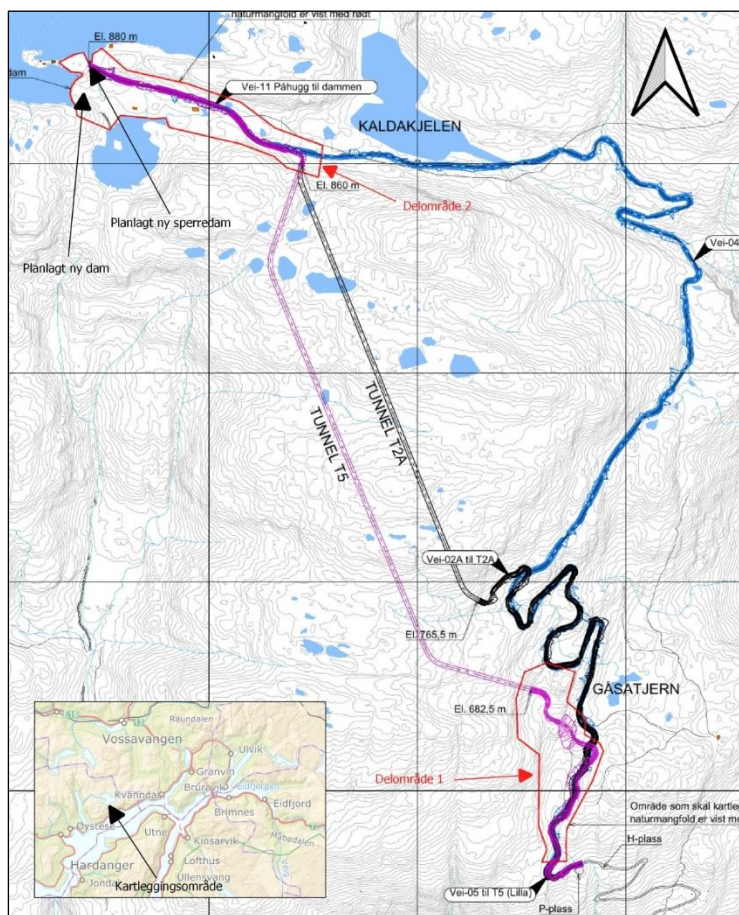 naturmangfold er vist med rødt
El. 880 m
dam
Vei-11 Påhugg til dammen
KALDAKJELEN
El. 860 m
Delområde 2
Planlagt ny sperredam
Planlagt ny dam
Vei-04
TUNNEL T5
TUNNEL T2A
Vei-02A til T2A
El. 765,5 m
GÅSATJERN
El. 682,5 m
Delområde 1
Område som skal kartle
naturmangfold er vist me
H-plass
Vei-05 til T5 (Lilla)
P-plass
Raundalen
Vossavangen
Ulvik
Granvin
Eidfjorden
Kvanndal
Bruravik
Eidfjord
Brimnes
Øystese
Utne
Måbødalen
Kinsarvik
Hardanger
Lofthus
Ullensvang
Jondal
Kartleggingsområde